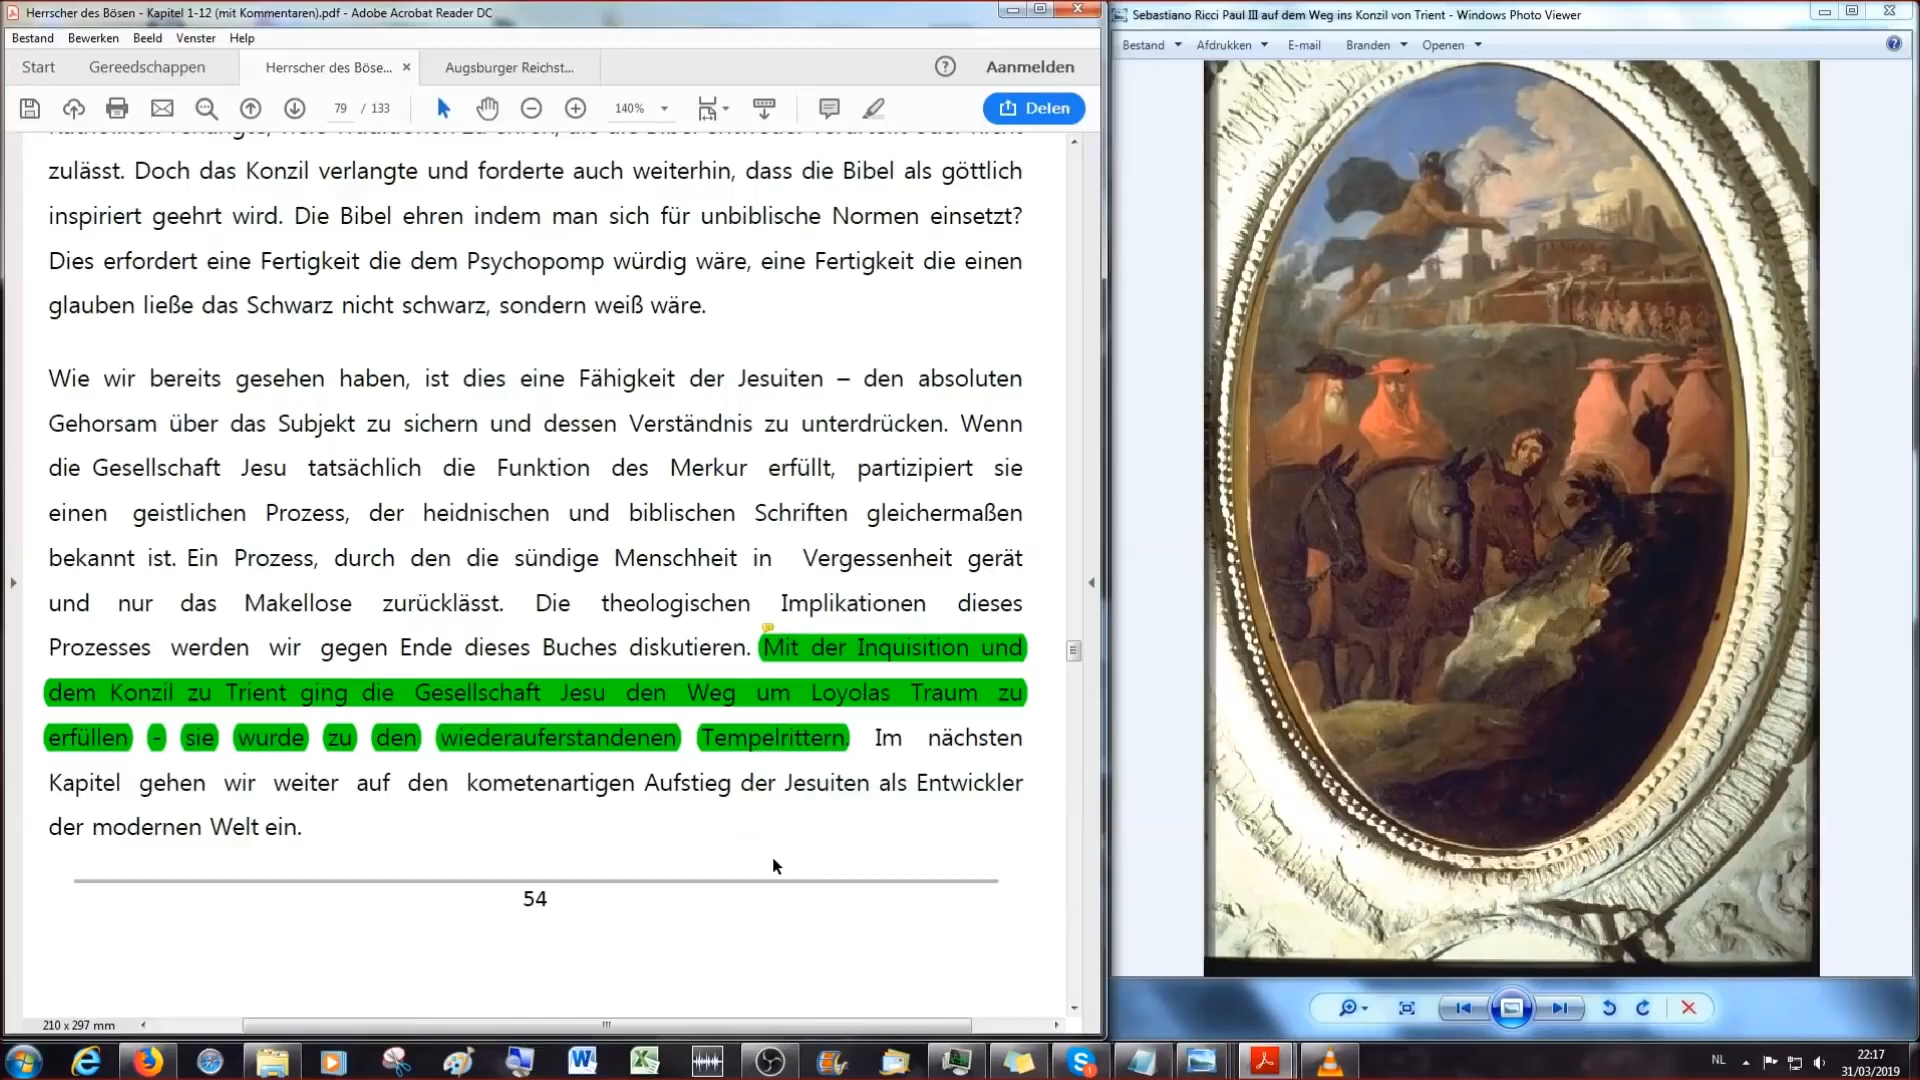 Herrscher des Bösen - Kapitel 1-12 (mit Kommentaren).pdf - Adobe Acrobat Reader DC
Bestand Bewerken Beeld Venster Help
Start Gereedschappen Herrscher des Böse... × Augsburger Reichst... Aanmelden
79 / 133 140% Delen
zulässt. Doch das Konzil verlangte und forderte auch weiterhin, dass die Bibel als göttlich
inspiriert geehrt wird. Die Bibel ehren indem man sich für unbiblische Normen einsetzt?
Dies erfordert eine Fertigkeit die dem Psychopomp würdig wäre, eine Fertigkeit die einen
glauben ließe das Schwarz nicht schwarz, sondern weiß wäre.
Wie wir bereits gesehen haben, ist dies eine Fähigkeit der Jesuiten – den absoluten
Gehorsam über das Subjekt zu sichern und dessen Verständnis zu unterdrücken. Wenn
die Gesellschaft Jesu tatsächlich die Funktion des Merkur erfüllt, partizipiert sie
einen geistlichen Prozess, der heidnischen und biblischen Schriften gleichermaßen
bekannt ist. Ein Prozess, durch den die sündige Menschheit in Vergessenheit gerät
und nur das Makellose zurücklässt. Die theologischen Implikationen dieses
Prozesses werden wir gegen Ende dieses Buches diskutieren. Mit der Inquisition und
dem Konzil zu Trient ging die Gesellschaft Jesu den Weg um Loyolas Traum zu
erfüllen - sie wurde zu den wiederauferstandenen Tempelrittern. Im nächsten
Kapitel gehen wir weiter auf den kometenartigen Aufstieg der Jesuiten als Entwickler
der modernen Welt ein.
54
210 x 297 mm
Sebastiano Ricci Paul III auf dem Weg ins Konzil von Trient - Windows Photo Viewer
Bestand Afdrukken E-mail Branden Openen
NL 22:17
31/03/2019